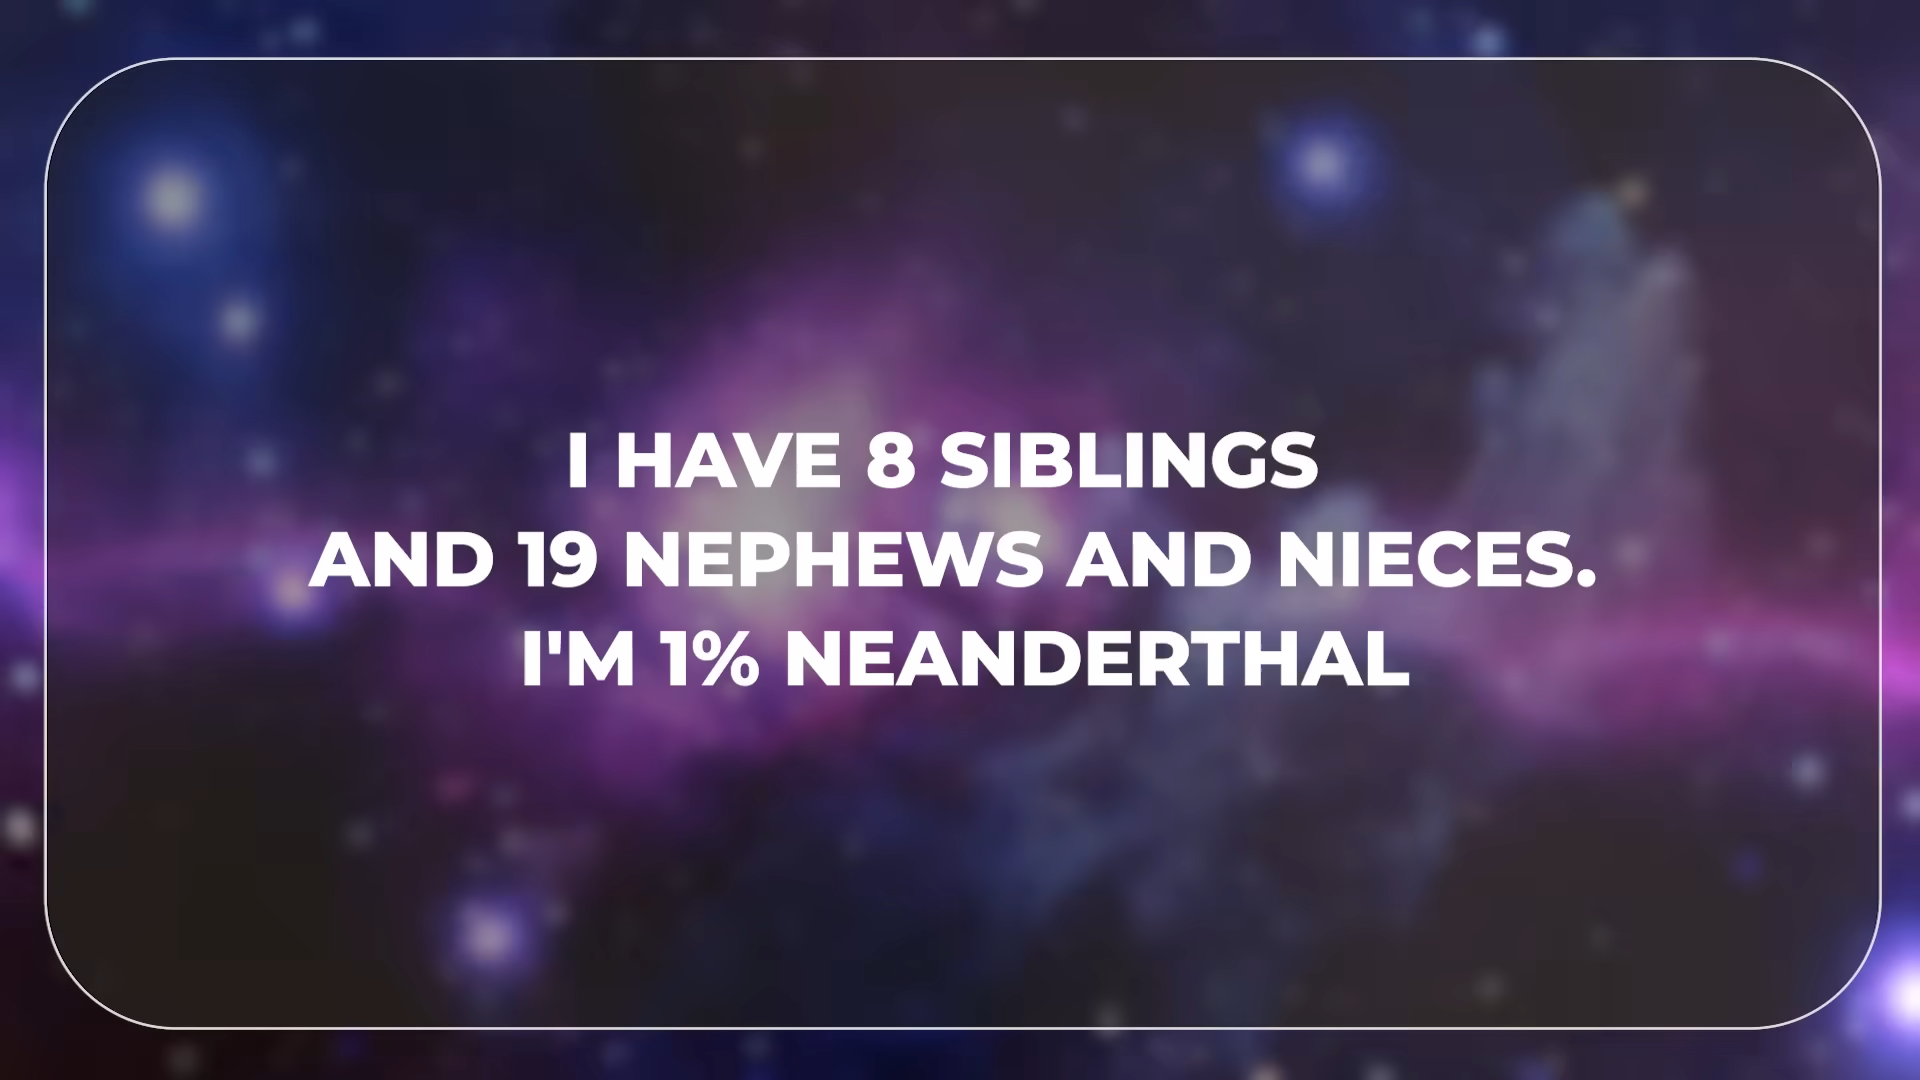 I HAVE 8 SIBLINGS
AND 19 NEPHEWS AND NIECES.
I'M 1% NEANDERTHAL